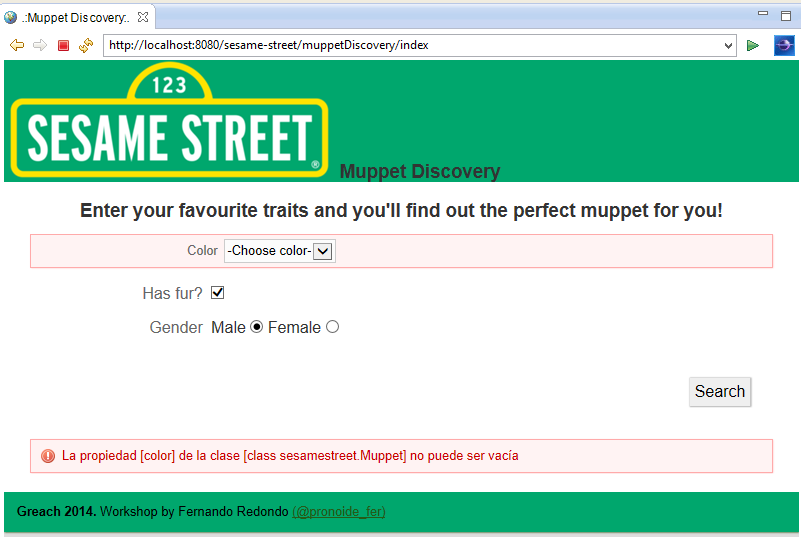 .:Muppet Discovery:.
http://localhost:8080/sesame-street/muppetDiscovery/index
123
SESAME STREET
®
Muppet Discovery
Enter your favourite traits and you'll find out the perfect muppet for you!
Color -Choose color-
Has fur?
Gender Male Female
Search
La propiedad [color] de la clase [class sesamestreet.Muppet] no puede ser vacía
Greach 2014. Workshop by Fernando Redondo (@pronoide_fer)